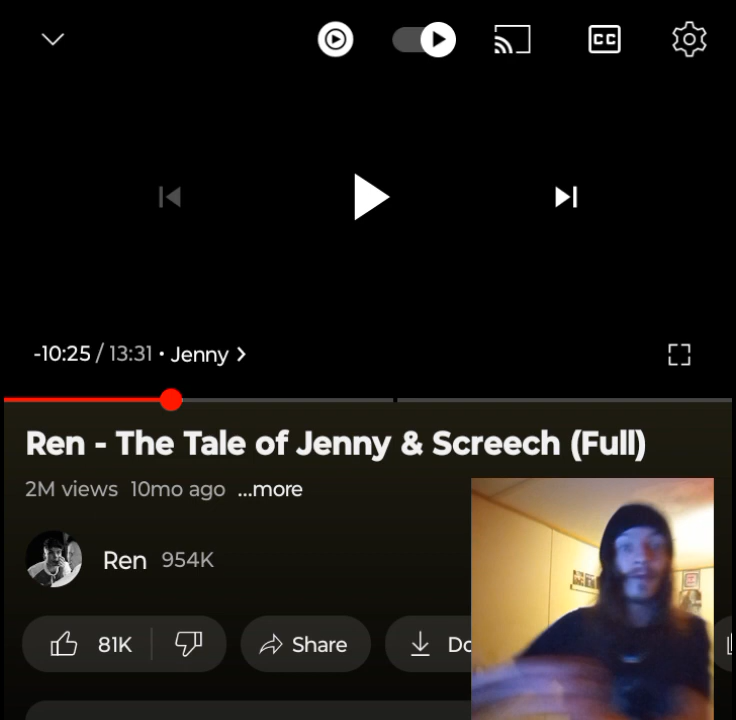 CC
-10:25 / 13:31 • Jenny >
Ren - The Tale of Jenny & Screech (Full)
2M views 10mo ago ...more
Ren 954K
81K Share Do